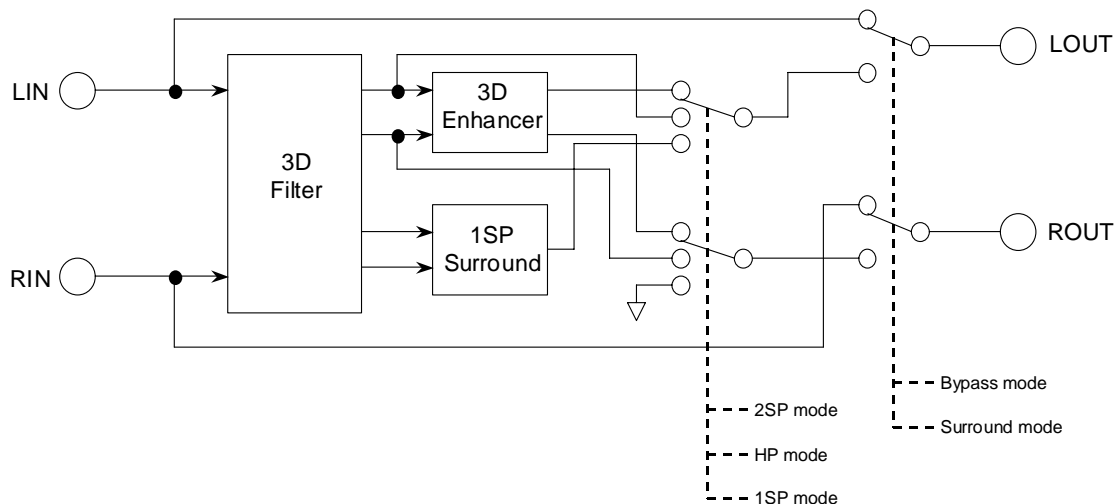 LIN
RIN
3D
Filter
3D
Enhancer
1SP
Surround
LOUT
ROUT
Bypass mode
Surround mode
2SP mode
HP mode
1SP mode